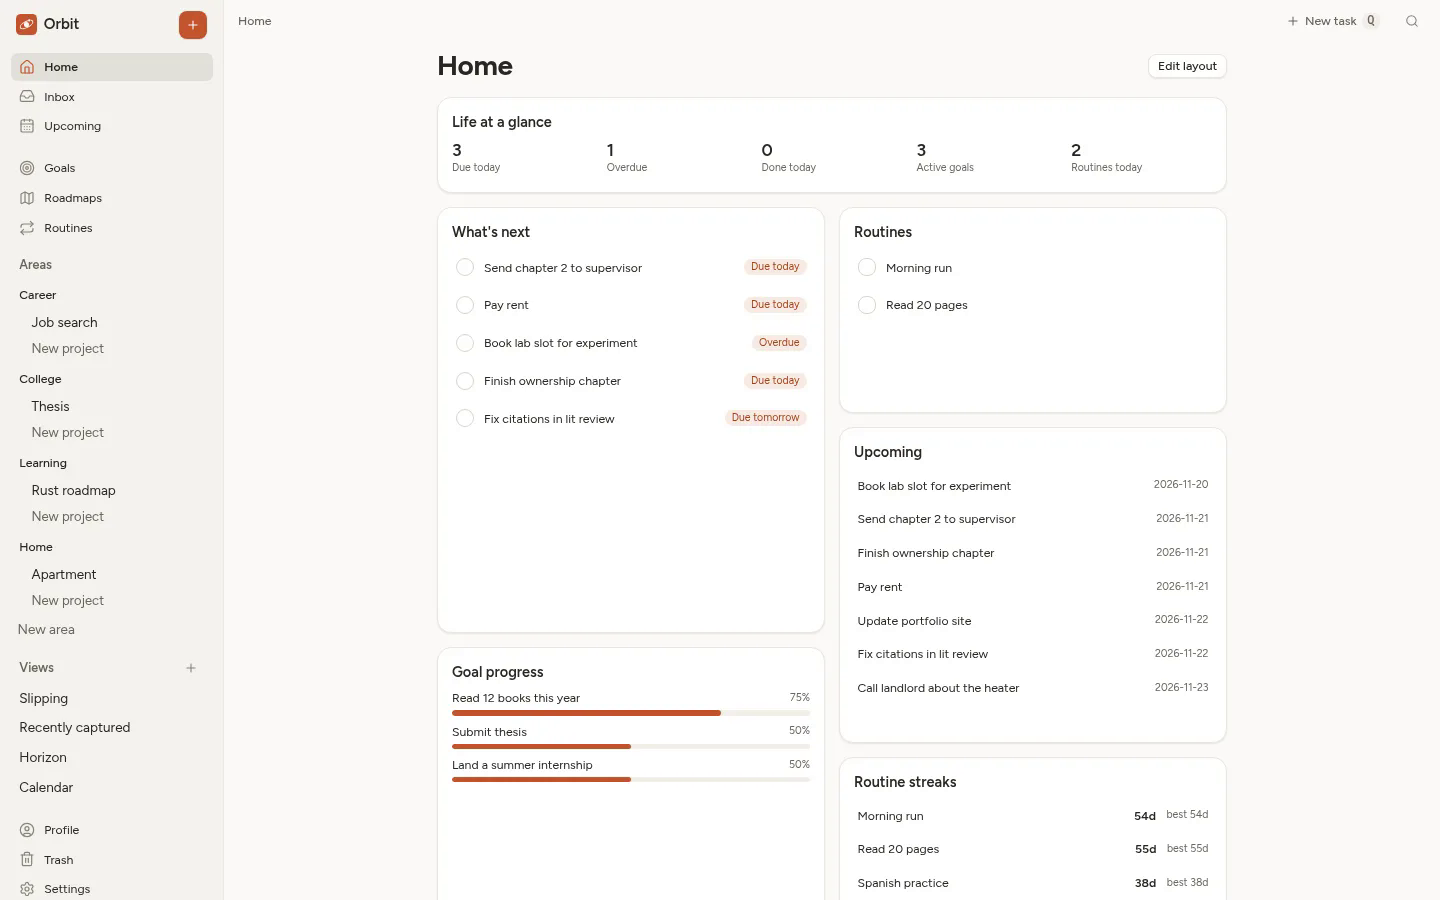 Orbit
Home
Inbox
Upcoming
Goals
Roadmaps
Routines
Areas
Career
Job search
New project
College
Thesis
New project
Learning
Rust roadmap
New project
Home
Apartment
New project
New area
Views
Slipping
Recently captured
Horizon
Calendar
Profile
Trash
Settings
Home
New task Q
Home
Edit layout
Life at a glance
3 1 0 3 2
Due today Overdue Done today Active goals Routines today
What's next
Send chapter 2 to supervisor Due today
Pay rent Due today
Book lab slot for experiment Overdue
Finish ownership chapter Due today
Fix citations in lit review Due tomorrow
Goal progress
Read 12 books this year 75%
Submit thesis 50%
Land a summer internship 50%
Routines
Morning run
Read 20 pages
Upcoming
Book lab slot for experiment 2026-11-20
Send chapter 2 to supervisor 2026-11-21
Finish ownership chapter 2026-11-21
Pay rent 2026-11-21
Update portfolio site 2026-11-22
Fix citations in lit review 2026-11-22
Call landlord about the heater 2026-11-23
Routine streaks
Morning run 54d best 54d
Read 20 pages 55d best 55d
Spanish practice 38d best 38d